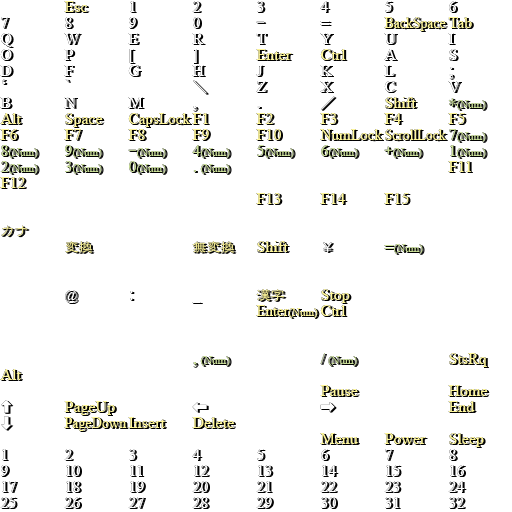 Esc 1 2 3 4 5 6
7 8 9 0 - = BackSpace Tab
Q W E R T Y U I
O P [ ] Enter Ctrl A S
D F G H J K L ;
' ` \ Z X C V
B N M , . / Shift *(Num)
Alt Space CapsLock F1 F2 F3 F4 F5
F6 F7 F8 F9 F10 NumLock ScrollLock 7(Num)
8(Num) 9(Num) -(Num) 4(Num) 5(Num) 6(Num) +(Num) 1(Num)
2(Num) 3(Num) 0(Num) .(Num) F11
F12
F13 F14 F15
カナ
変換 無変換 Shift ¥ =(Num)
@ : _ 漢字 Stop
Enter(Num) Ctrl
,(Num) /(Num) StsRq
Alt
Pause Home
⇧ PageUp ⇦ ⇨ End
⇩ PageDown Insert Delete
Menu Power Sleep
1 2 3 4 5 6 7 8
9 10 11 12 13 14 15 16
17 18 19 20 21 22 23 24
25 26 27 28 29 30 31 32